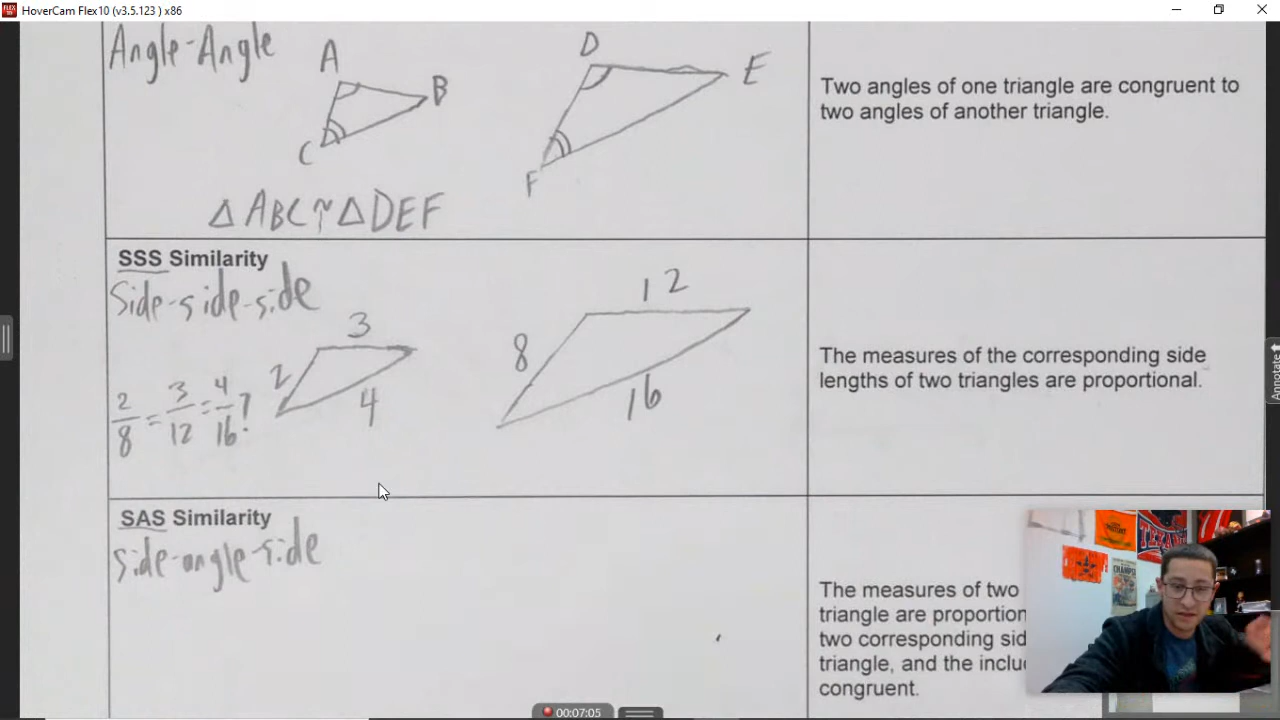 HoverCam Flex10 (v3.5.123) x86
Angle-Angle
A
B
C
D
E
F
△ABC~△DEF
Two angles of one triangle are congruent to
two angles of another triangle.
SSS Similarity
Side-side-side
3
2
4
2/8 = 3/12 = 4/16?
12
8
16
The measures of the corresponding side
lengths of two triangles are proportional.
SAS Similarity
side-angle-side
The measures of two
triangle are proportion
two corresponding sid
triangle, and the inclu
congruent.
Annotate
TEXANS
00:07:05